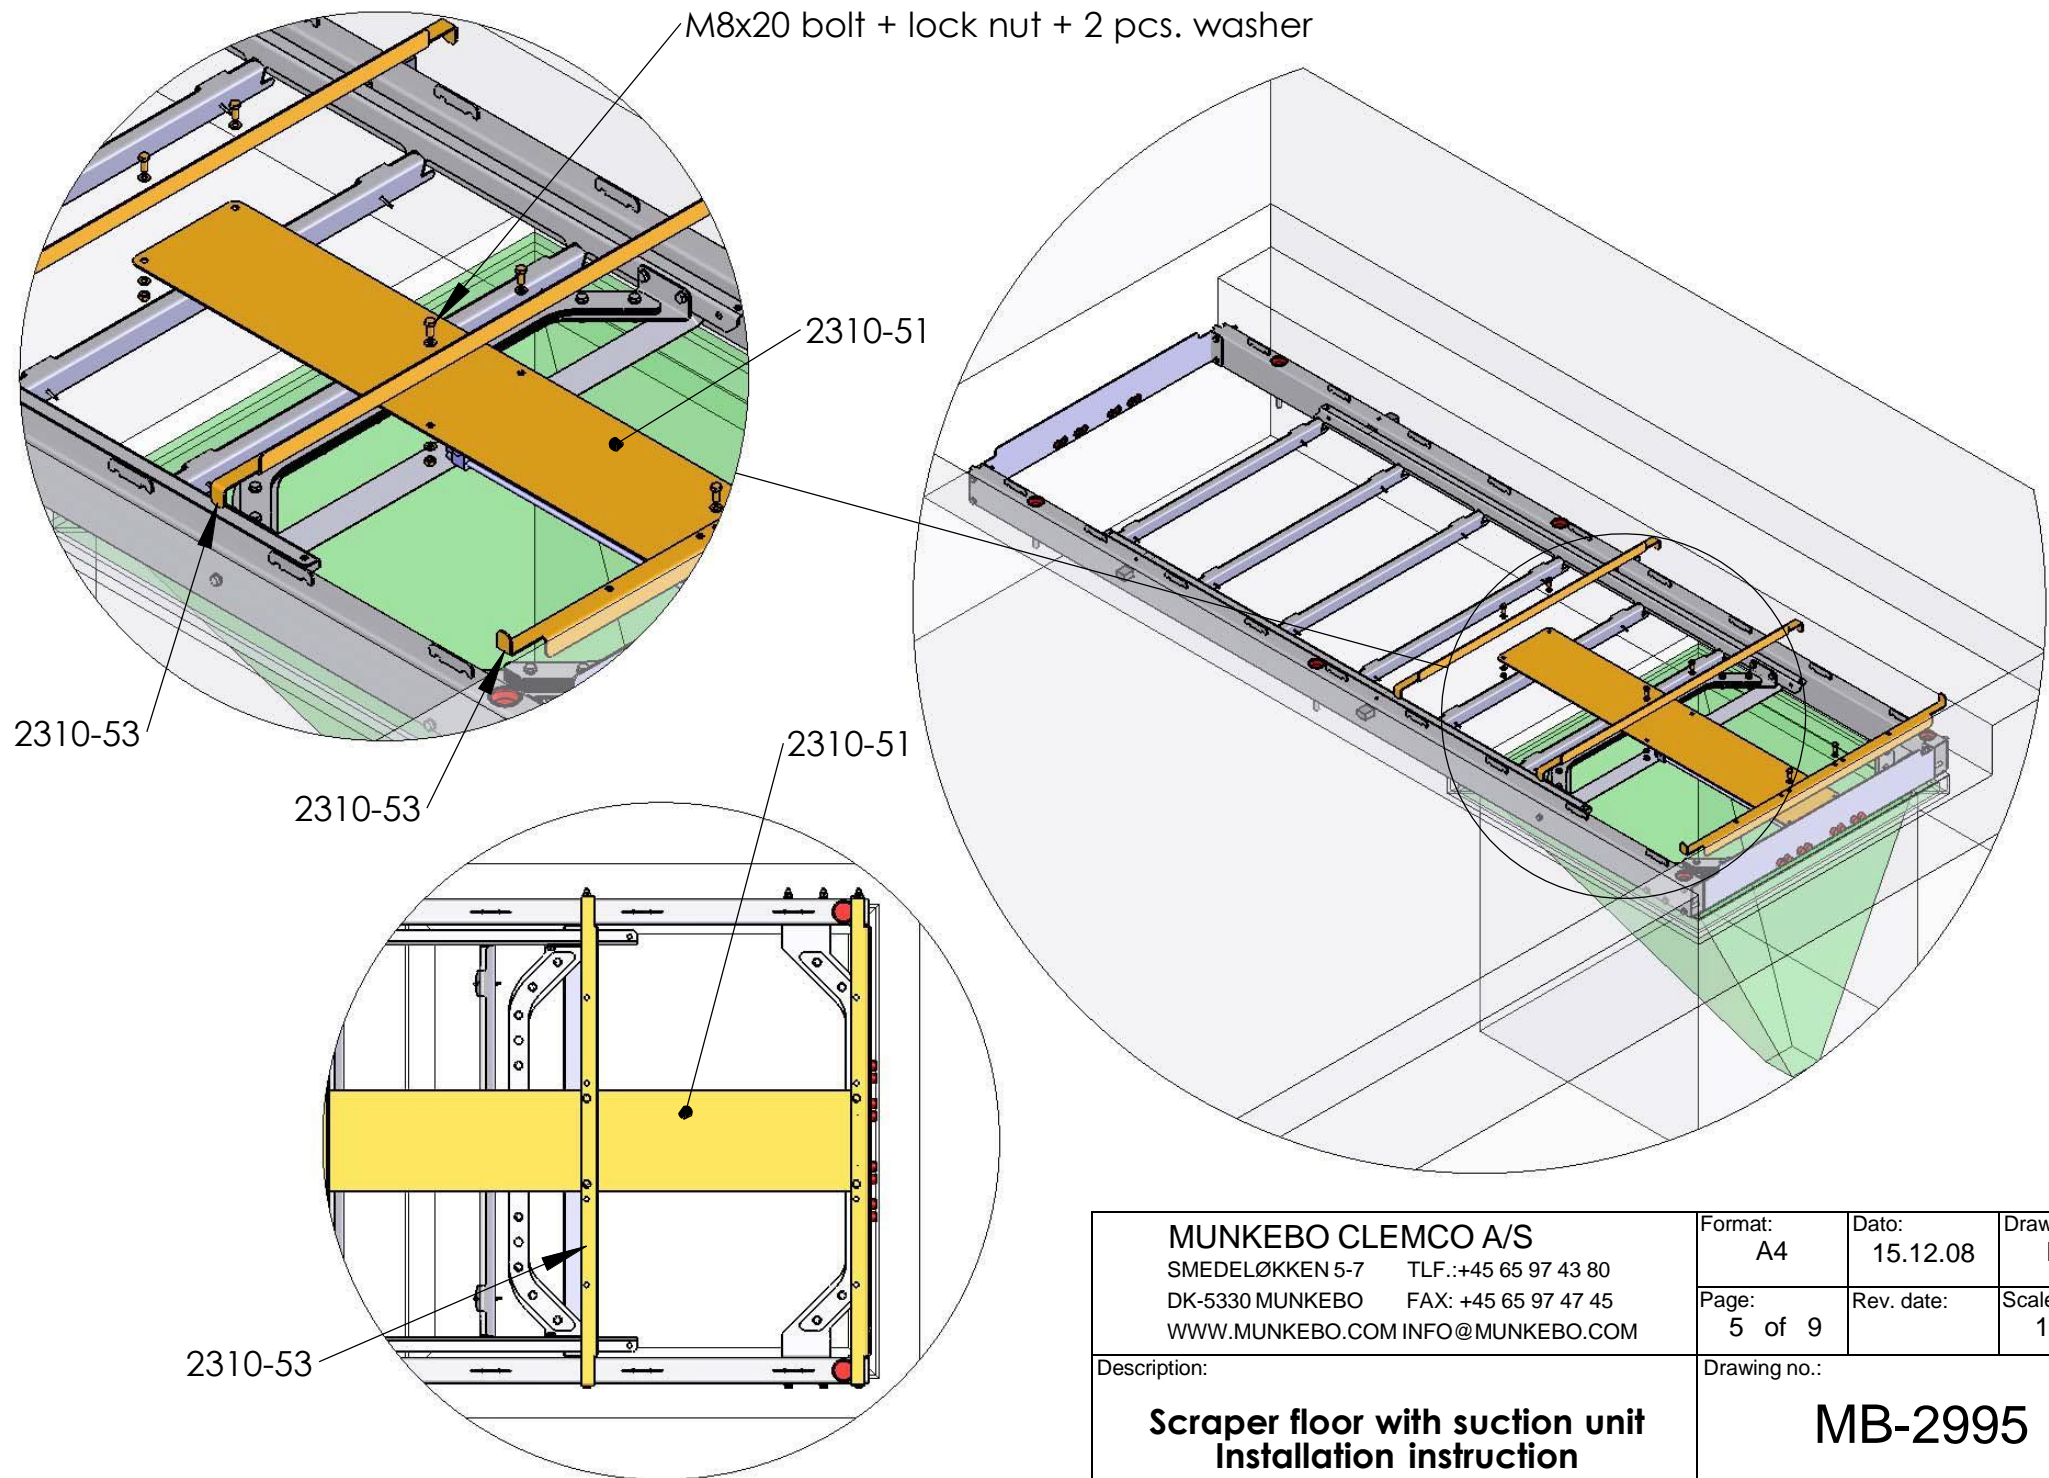 M8x20 bolt + lock nut + 2 pcs. washer
2310-51
2310-53
2310-53
2310-51
2310-53
MUNKEBO CLEMCO A/S
SMEDELØKKEN 5-7 TLF.:+45 65 97 43 80
DK-5330 MUNKEBO FAX: +45 65 97 47 45
WWW.MUNKEBO.COM INFO@MUNKEBO.COM
Format:
A4
Dato:
15.12.08
Page:
5 of 9
Rev. date:
Description:
Scraper floor with suction unit
Installation instruction
Drawing no.:
MB-2995